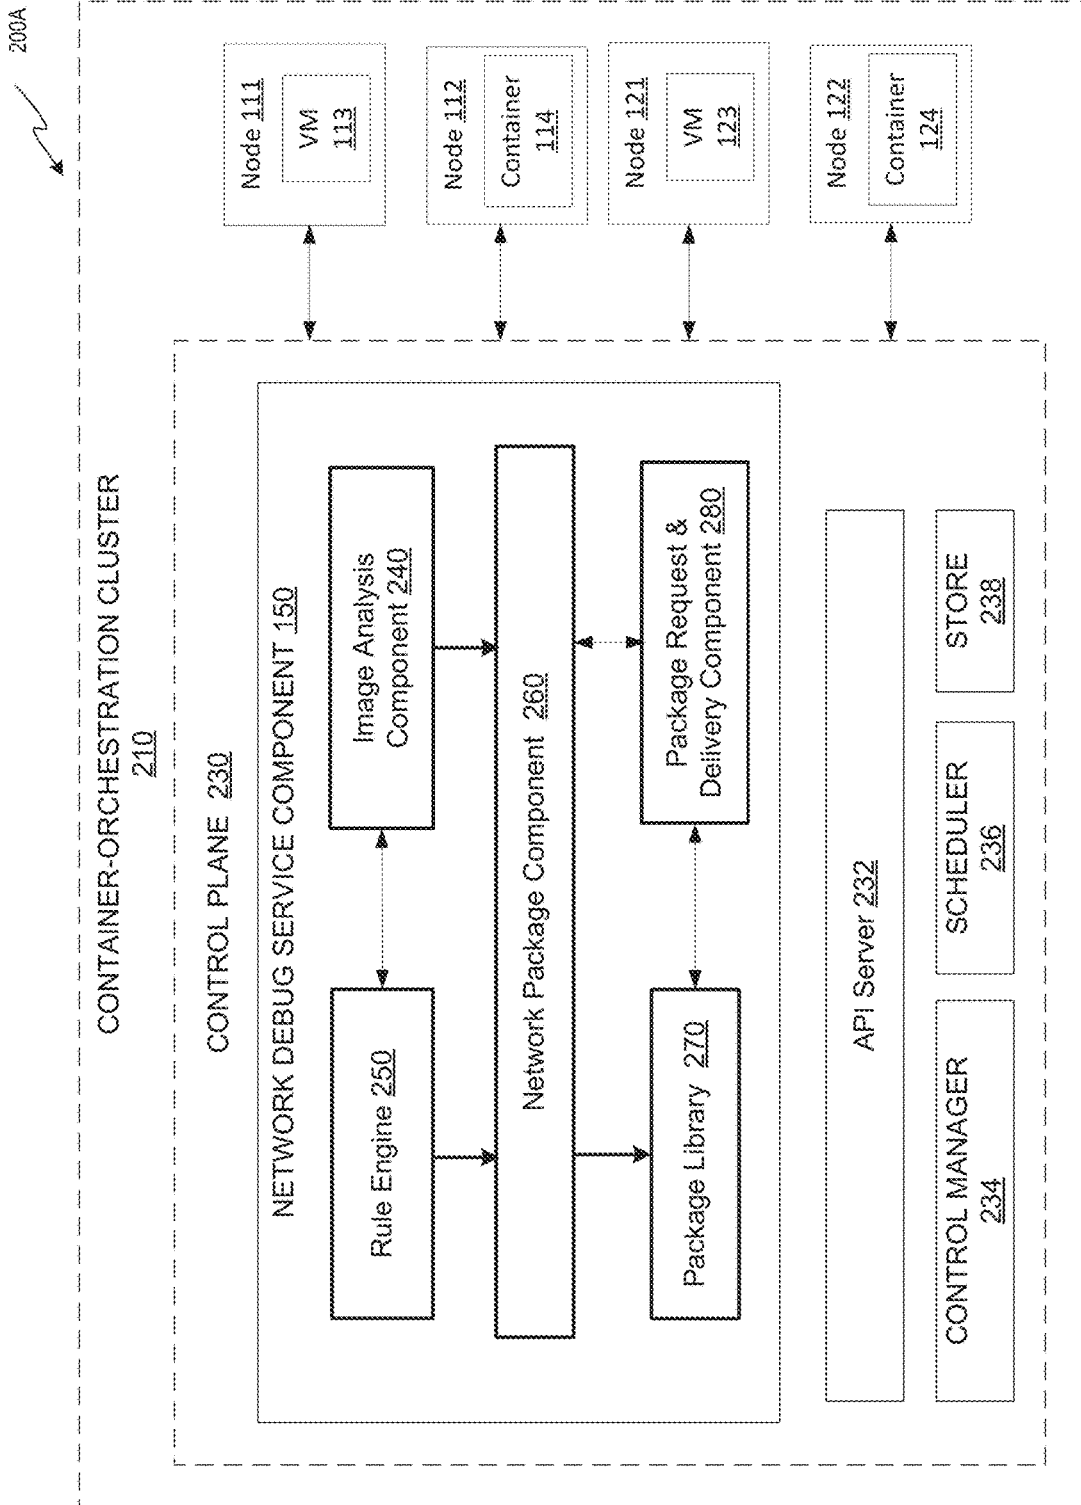 200A
CONTAINER-ORCHESTRATION CLUSTER
210
CONTROL PLANE 230
NETWORK DEBUG SERVICE COMPONENT 150
Rule Engine 250
Image Analysis
Component 240
Network Package Component 260
Package Library 270
Package Request &
Delivery Component 280
API Server 232
CONTROL MANAGER
234
SCHEDULER
236
STORE
238
Node 111
VM
113
Node 112
Container
114
Node 121
VM
123
Node 122
Container
124